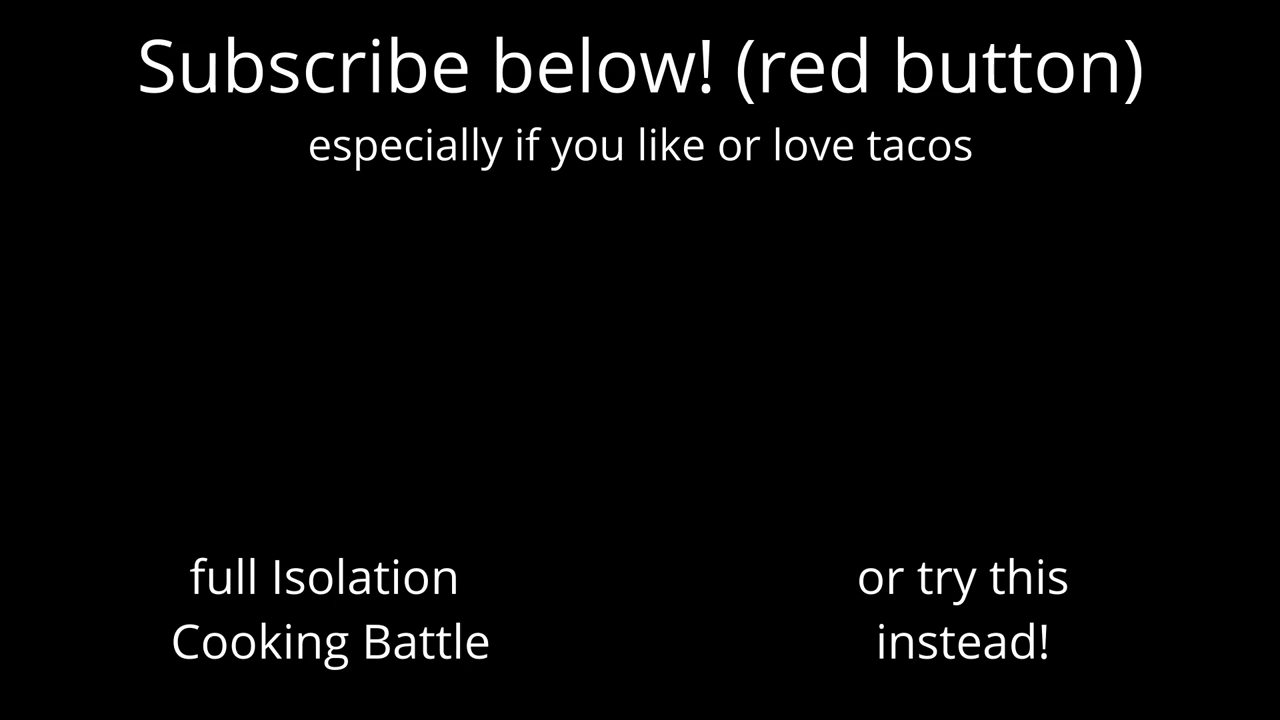 Subscribe below! (red button)
especially if you like or love tacos
full Isolation
Cooking Battle
or try this
instead!